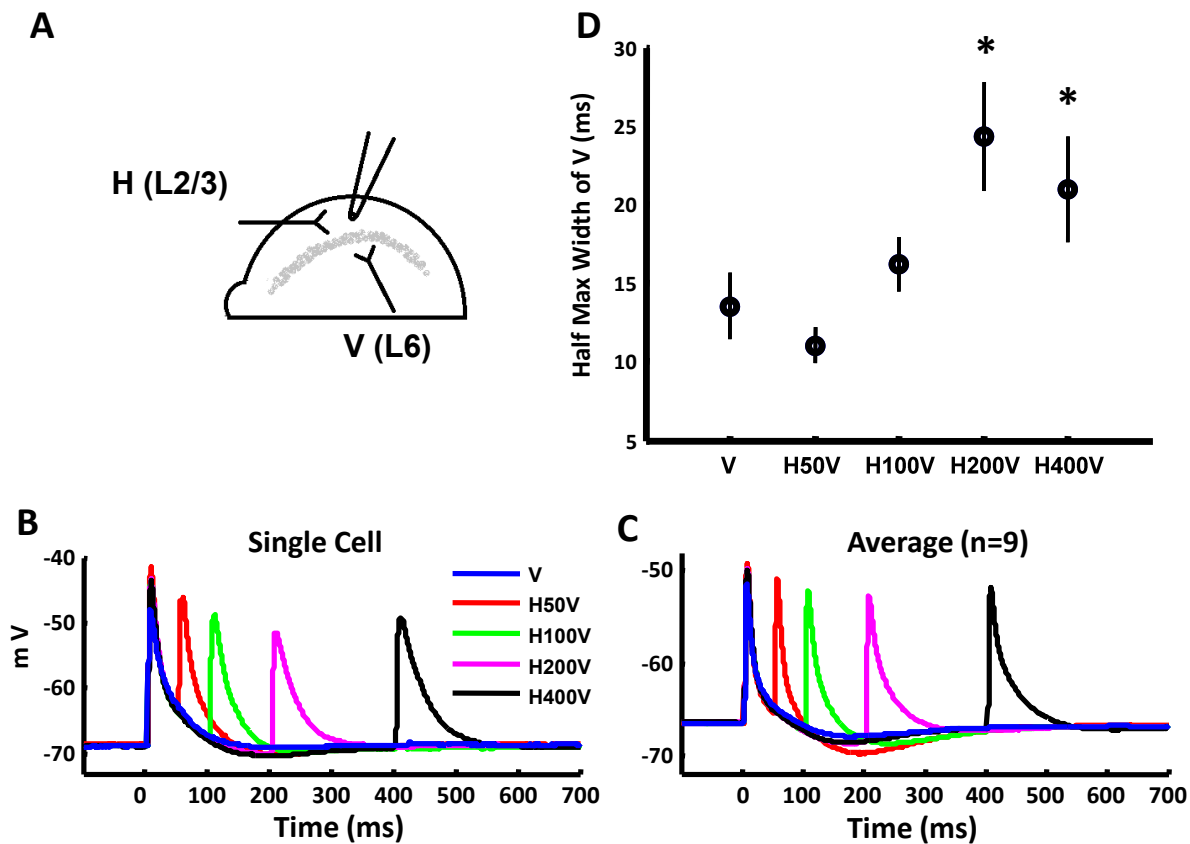 A
H (L2/3)
V (L6)
D
Half Max Width of V (ms)
30
25
20
15
10
5
*
*
V H50V H100V H200V H400V
B
Single Cell
m V
-40
-50
-60
-70
V
H50V
H100V
H200V
H400V
0 100 200 300 400 500 600 700
Time (ms)
C
Average (n=9)
-50
-60
-70
0 100 200 300 400 500 600 700
Time (ms)